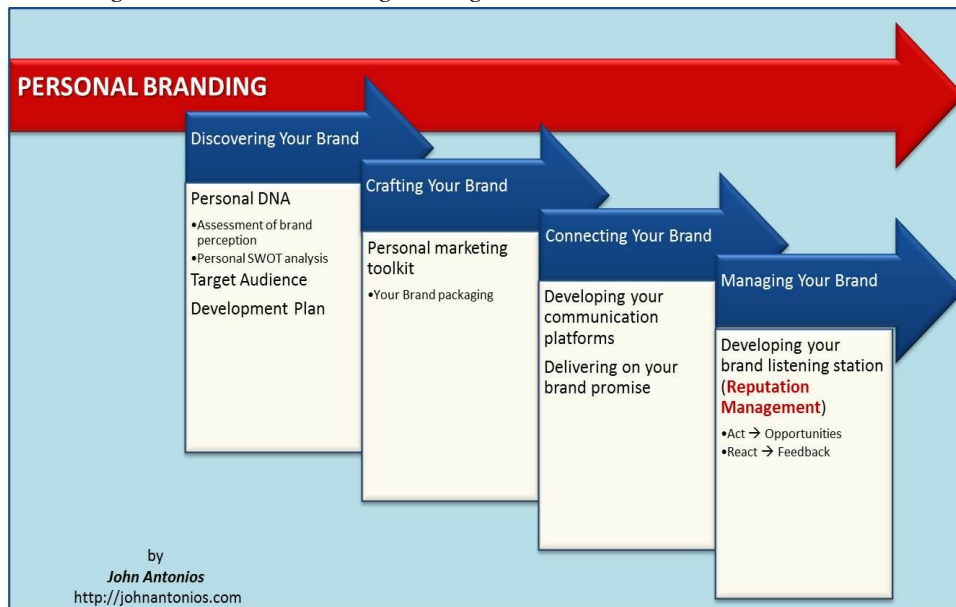 PERSONAL BRANDING
Discovering Your Brand
Personal DNA
•Assessment of brand
perception
•Personal SWOT analysis
Target Audience
Development Plan
Crafting Your Brand
Personal marketing
toolkit
•Your Brand packaging
Connecting Your Brand
Developing your
communication
platforms
Delivering on your
brand promise
Managing Your Brand
Developing your
brand listening station
(Reputation
Management)
•Act → Opportunities
•React → Feedback
by
John Antonios
http://johnantonios.com